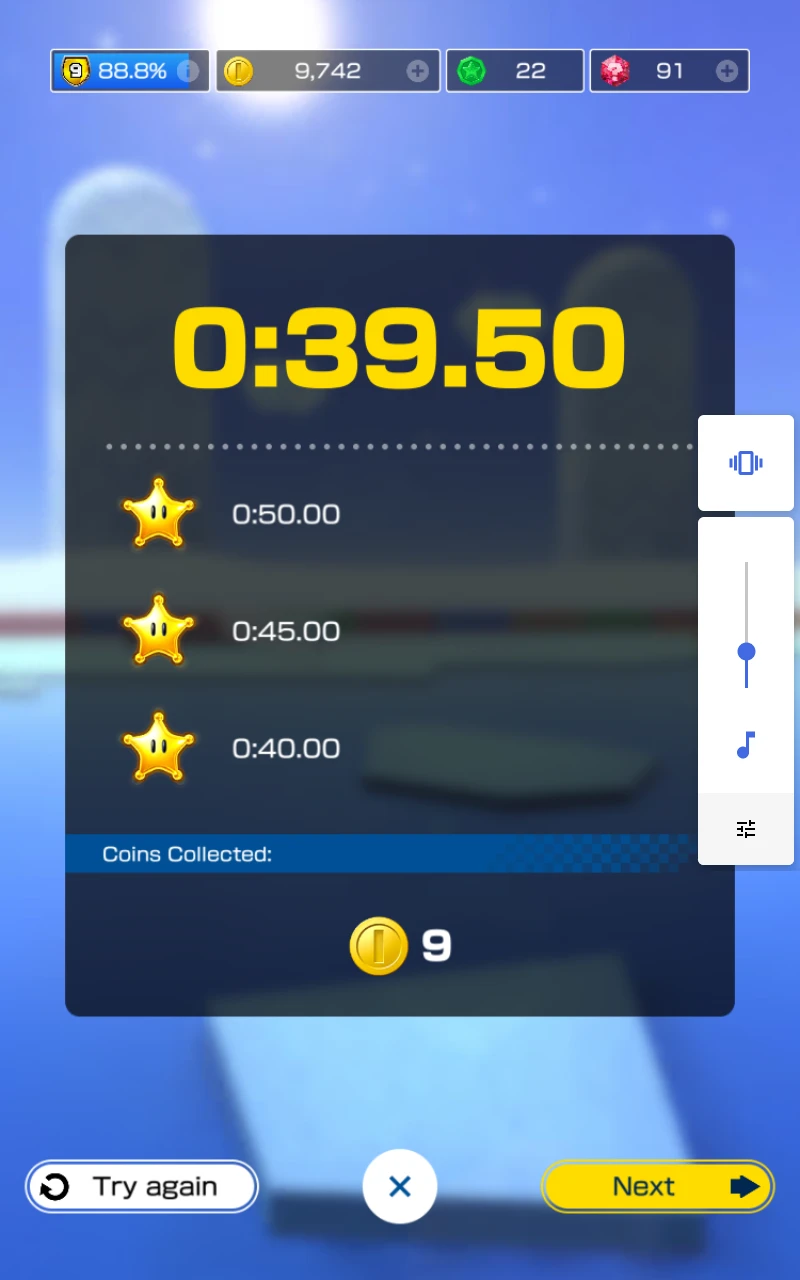 9 88.8% i 9,742 + 22 91 +
0:39.50
0:50.00
0:45.00
0:40.00
Coins Collected:
9
Try again
×
Next